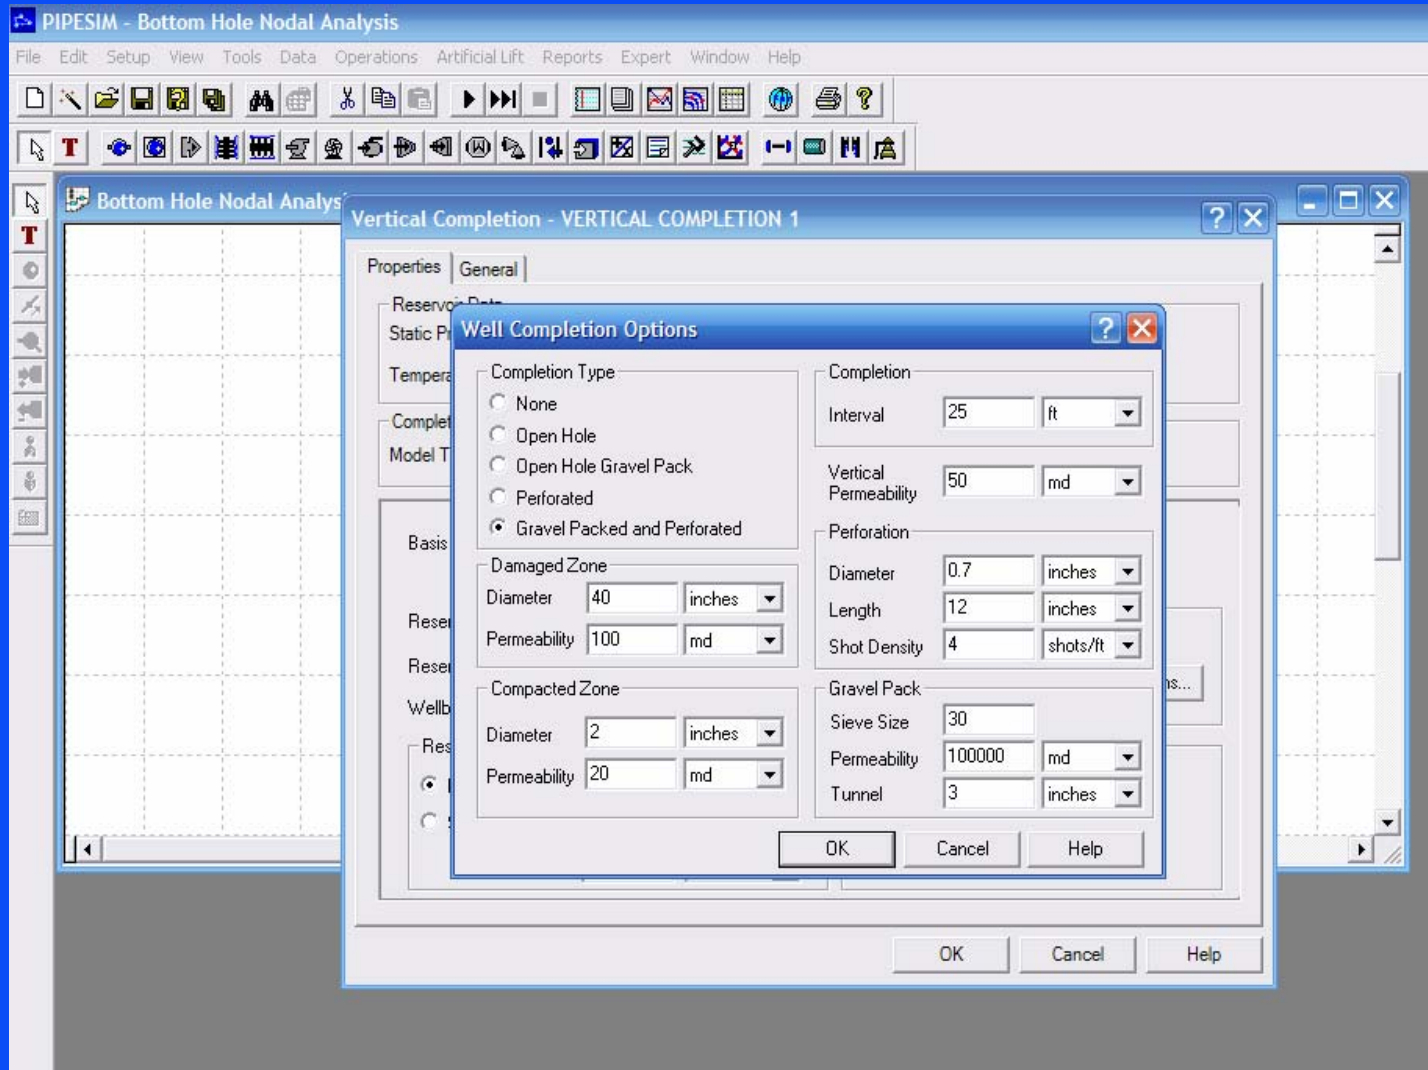 PIPESIM - Bottom Hole Nodal Analysis
File Edit Setup View Tools Data Operations Artificial Lift Reports Expert Window Help
T
Bottom Hole Nodal Analys
T
Vertical Completion - VERTICAL COMPLETION 1
Properties General
Reservoir Data
Static Pr
Tempera
Complet
Model T
Basis
Reser
Reser
Wellb
Res
ns...
Well Completion Options
Completion Type
None
Open Hole
Open Hole Gravel Pack
Perforated
Gravel Packed and Perforated
Damaged Zone
Diameter 40 inches
Permeability 100 md
Compacted Zone
Diameter 2 inches
Permeability 20 md
Completion
Interval 25 ft
Vertical
Permeability 50 md
Perforation
Diameter 0.7 inches
Length 12 inches
Shot Density 4 shots/ft
Gravel Pack
Sieve Size 30
Permeability 100000 md
Tunnel 3 inches
OK Cancel Help
OK Cancel Help